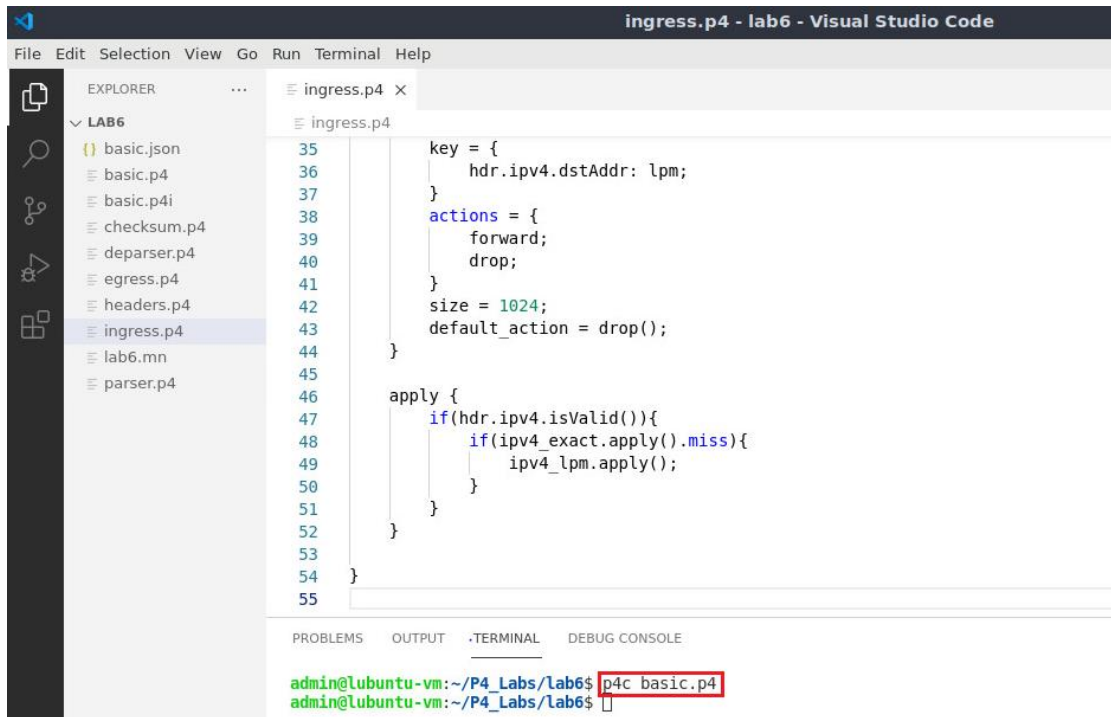 ingress.p4 - lab6 - Visual Studio Code
File Edit Selection View Go Run Terminal Help
EXPLORER ...
LAB6
{} basic.json
basic.p4
basic.p4i
checksum.p4
deparser.p4
egress.p4
headers.p4
ingress.p4
lab6.mn
parser.p4
ingress.p4 ×
ingress.p4
35 key = {
36 hdr.ipv4.dstAddr: lpm;
37 }
38 actions = {
39 forward;
40 drop;
41 }
42 size = 1024;
43 default_action = drop();
44 }
45
46 apply {
47 if(hdr.ipv4.isValid()){
48 if(ipv4_exact.apply().miss){
49 ipv4_lpm.apply();
50 }
51 }
52 }
53
54 }
55
PROBLEMS OUTPUT TERMINAL DEBUG CONSOLE
admin@lubuntu-vm:~/P4_Labs/lab6$ p4c basic.p4
admin@lubuntu-vm:~/P4_Labs/lab6$